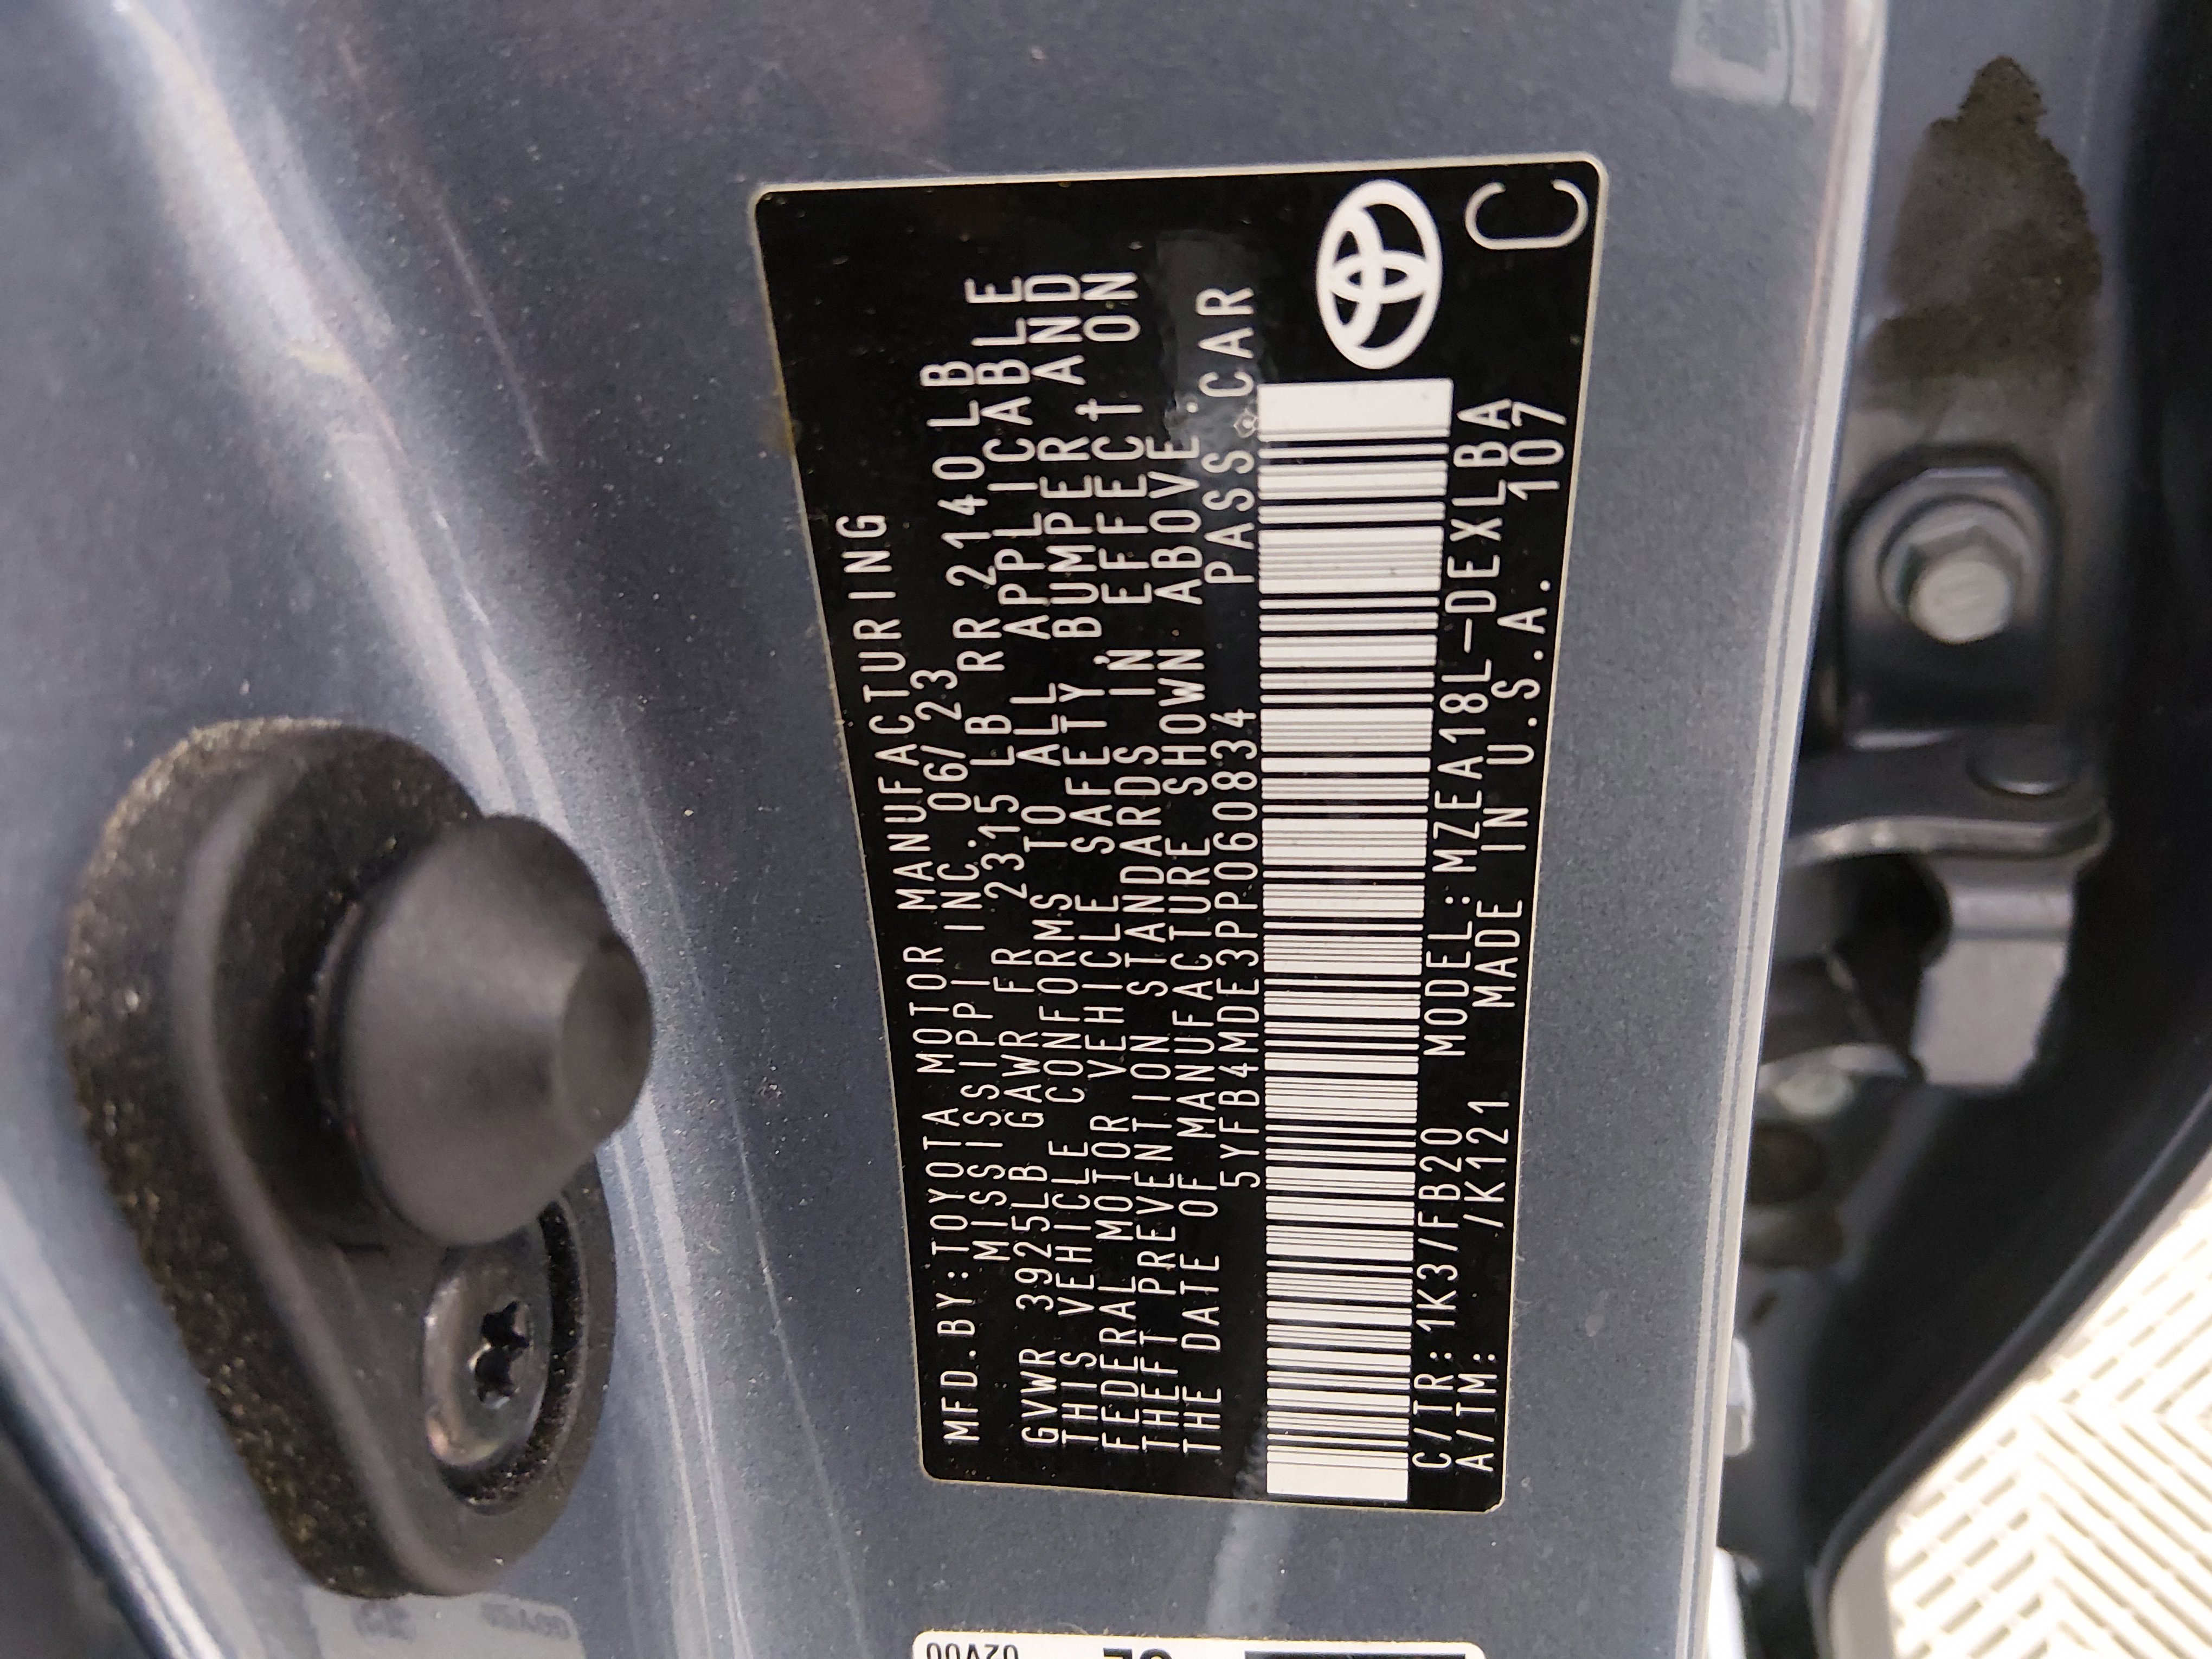 MFD.BY:TOYOTA MOTOR MANUFACTURING
MISSISSIPPI INC. 06/23
GVWR 3925LB GAWR FR 2315LB RR 2140LB
THIS VEHICLE CONFORMS TO ALL APPLICABLE
FEDERAL MOTOR VEHICLE SAFETY, BUMPER AND
THEFT PREVENTION STANDARDS IN EFFECT ON
THE DATE OF MANUFACTURE SHOWN ABOVE.
5YFB4MDE3PP060834 PASS.CAR
C/TR:1K3/FB20 MODEL:MZEA18L-DEXLBA
A/TM: /K121 MADE IN U.S.A. 107
C